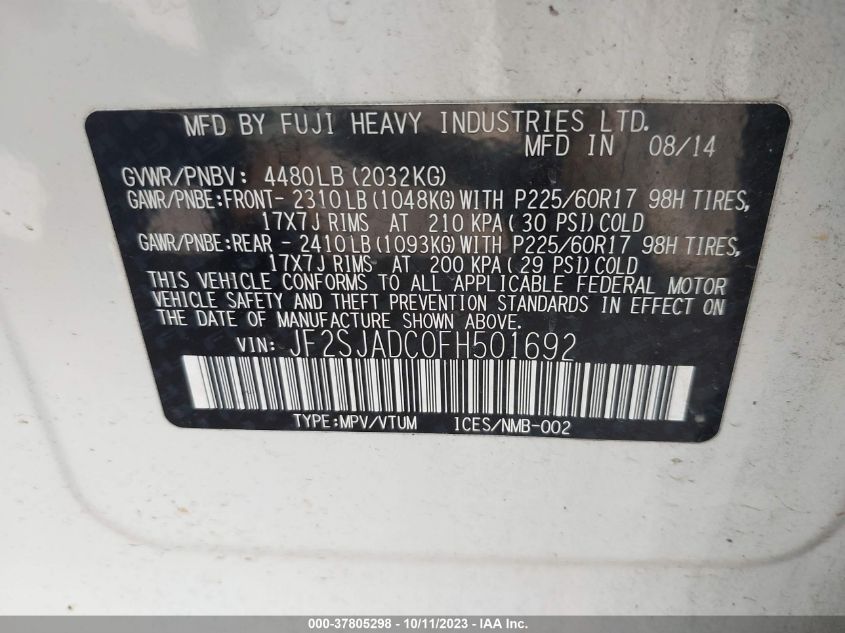 MFD BY FUJI HEAVY INDUSTRIES LTD.
MFD IN 08/14
GVWR/PNBV: 4480LB(2032KG)
GAWR/PNBE:FRONT- 2310LB(1048KG)WITH P225/60R17 98H TIRES,
17X7J RIMS AT 210 KPA(30 PSI)COLD
GAWR/PNBE:REAR - 2410LB(1093KG)WITH P225/60R17 98H TIRES,
17X7J RIMS AT 200 KPA(29 PSI)COLD
THIS VEHICLE CONFORMS TO ALL APPLICABLE FEDERAL MOTOR
VEHICLE SAFETY AND THEFT PREVENTION STANDARDS IN EFFECT ON
THE DATE OF MANUFACTURE SHOWN ABOVE.
VIN: JF2SJADC0FH501692
TYPE:MPV/VTUM ICES/NMB-002
000-37805298 - 10/11/2023 - IAA Inc.